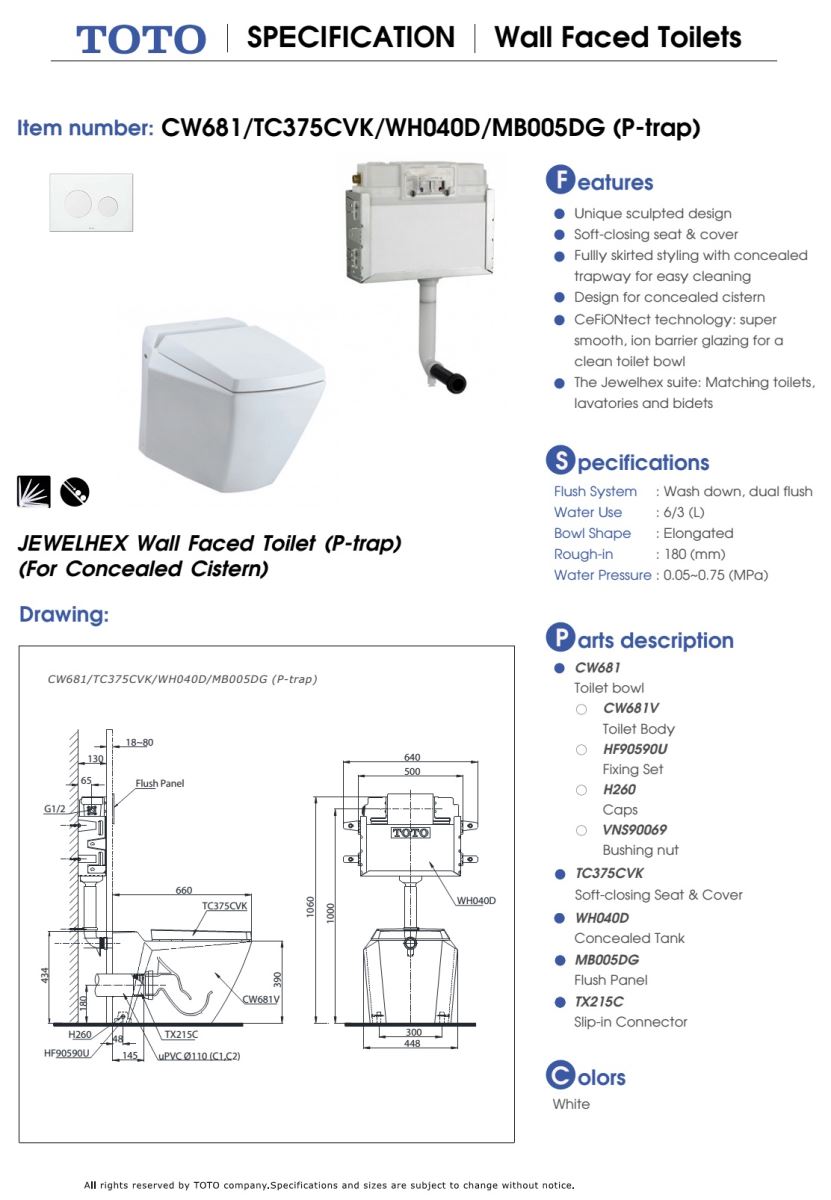 TOTO | SPECIFICATION | Wall Faced Toilets
Item number: CW681/TC375CVK/WH040D/MB005DG (P-trap)
Features
Unique sculpted design
Soft-closing seat & cover
Fullly skirted styling with concealed
trapway for easy cleaning
Design for concealed cistern
CeFiONtect technology: super
smooth, ion barrier glazing for a
clean toilet bowl
The Jewelhex suite: Matching toilets,
lavatories and bidets
Specifications
Flush System : Wash down, dual flush
Water Use : 6/3 (L)
Bowl Shape : Elongated
Rough-in : 180 (mm)
Water Pressure : 0.05~0.75 (MPa)
JEWELHEX Wall Faced Toilet (P-trap)
(For Concealed Cistern)
Drawing:
CW681/TC375CVK/WH040D/MB005DG (P-trap)
18~80
130
65
Flush Panel
G1/2
660
TC375CVK
434
180
390
CW681V
H260
48
TX215C
HF90590U
145
uPVC Ø110 (C1,C2)
640
500
TOTO
1060
1000
WH040D
300
448
Parts description
CW681
Toilet bowl
CW681V
Toilet Body
HF90590U
Fixing Set
H260
Caps
VNS90069
Bushing nut
TC375CVK
Soft-closing Seat & Cover
WH040D
Concealed Tank
MB005DG
Flush Panel
TX215C
Slip-in Connector
Colors
White
All rights reserved by TOTO company.Specifications and sizes are subject to change without notice.